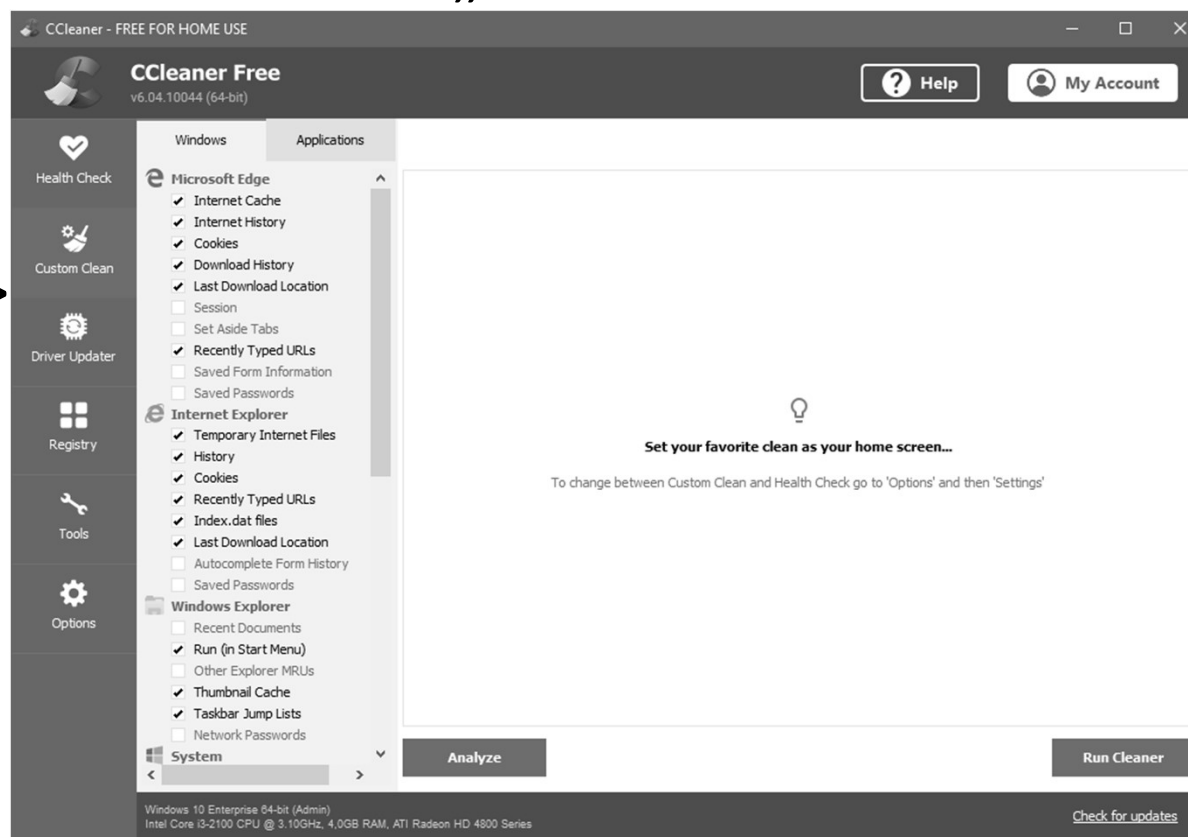 CCleaner - FREE FOR HOME USE
CCleaner Free
v6.04.10044 (64-bit)
? Help
My Account
Health Check
Custom Clean
Driver Updater
Registry
Tools
Options
Windows
Applications
Microsoft Edge
Internet Cache
Internet History
Cookies
Download History
Last Download Location
Session
Set Aside Tabs
Recently Typed URLs
Saved Form Information
Saved Passwords
Internet Explorer
Temporary Internet Files
History
Cookies
Recently Typed URLs
Index.dat files
Last Download Location
Autocomplete Form History
Saved Passwords
Windows Explorer
Recent Documents
Run (in Start Menu)
Other Explorer MRUs
Thumbnail Cache
Taskbar Jump Lists
Network Passwords
System
Set your favorite clean as your home screen...
To change between Custom Clean and Health Check go to 'Options' and then 'Settings'
Analyze
Run Cleaner
Windows 10 Enterprise 64-bit (Admin)
Intel Core i3-2100 CPU @ 3.10GHz, 4,0GB RAM, ATI Radeon HD 4800 Series
Check for updates